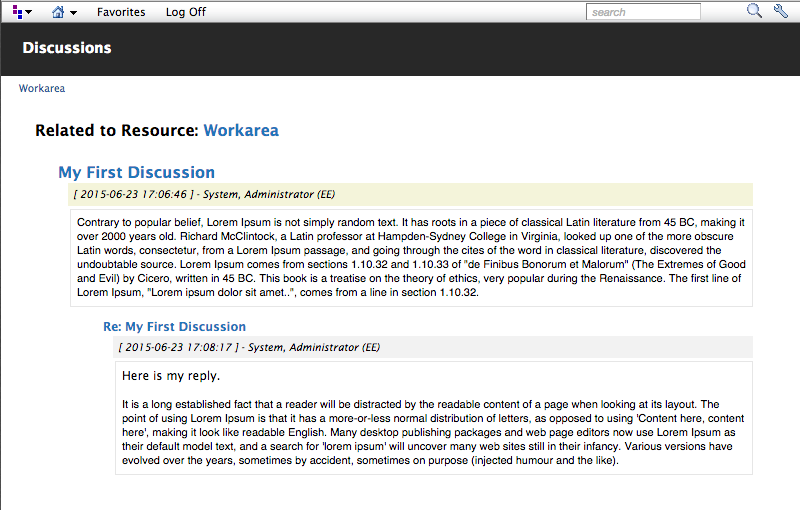 Favorites Log Off search
Discussions
Workarea
Related to Resource: Workarea
My First Discussion
[ 2015-06-23 17:06:46 ] - System, Administrator (EE)
Contrary to popular belief, Lorem Ipsum is not simply random text. It has roots in a piece of classical Latin literature from 45 BC, making it
over 2000 years old. Richard McClintock, a Latin professor at Hampden-Sydney College in Virginia, looked up one of the more obscure
Latin words, consectetur, from a Lorem Ipsum passage, and going through the cites of the word in classical literature, discovered the
undoubtable source. Lorem Ipsum comes from sections 1.10.32 and 1.10.33 of "de Finibus Bonorum et Malorum" (The Extremes of Good
and Evil) by Cicero, written in 45 BC. This book is a treatise on the theory of ethics, very popular during the Renaissance. The first line of
Lorem Ipsum, "Lorem ipsum dolor sit amet..", comes from a line in section 1.10.32.
Re: My First Discussion
[ 2015-06-23 17:08:17 ] - System, Administrator (EE)
Here is my reply.
It is a long established fact that a reader will be distracted by the readable content of a page when looking at its layout. The
point of using Lorem Ipsum is that it has a more-or-less normal distribution of letters, as opposed to using 'Content here, content
here', making it look like readable English. Many desktop publishing packages and web page editors now use Lorem Ipsum as
their default model text, and a search for 'lorem ipsum' will uncover many web sites still in their infancy. Various versions have
evolved over the years, sometimes by accident, sometimes on purpose (injected humour and the like).